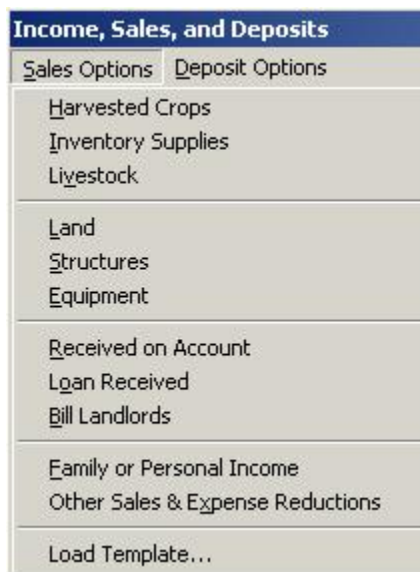 Income, Sales, and Deposits
Sales Options Deposit Options
Harvested Crops
Inventory Supplies
Livestock
Land
Structures
Equipment
Received on Account
Loan Received
Bill Landlords
Family or Personal Income
Other Sales & Expense Reductions
Load Template...